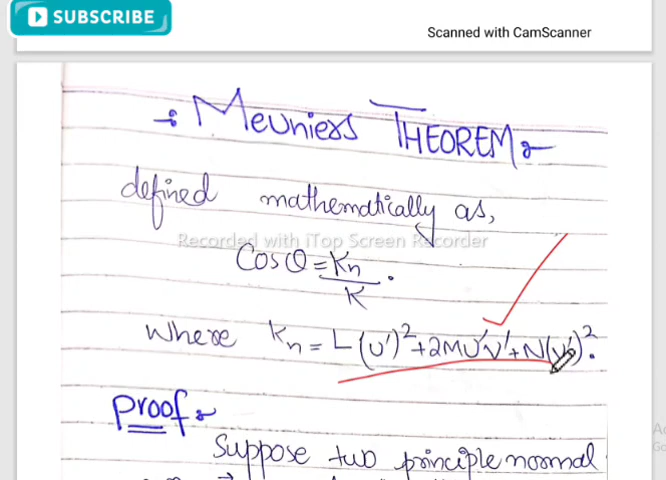 SUBSCRIBE
Scanned with CamScanner
:- Meuniers THEOREM:-
defined mathematically as,
Recorded with iTop Screen Recorder
Cosθ = Kn/K.
where Kn = L(u')²+2Mu'v'+N(v')².
Proof:-
Suppose two principle normal